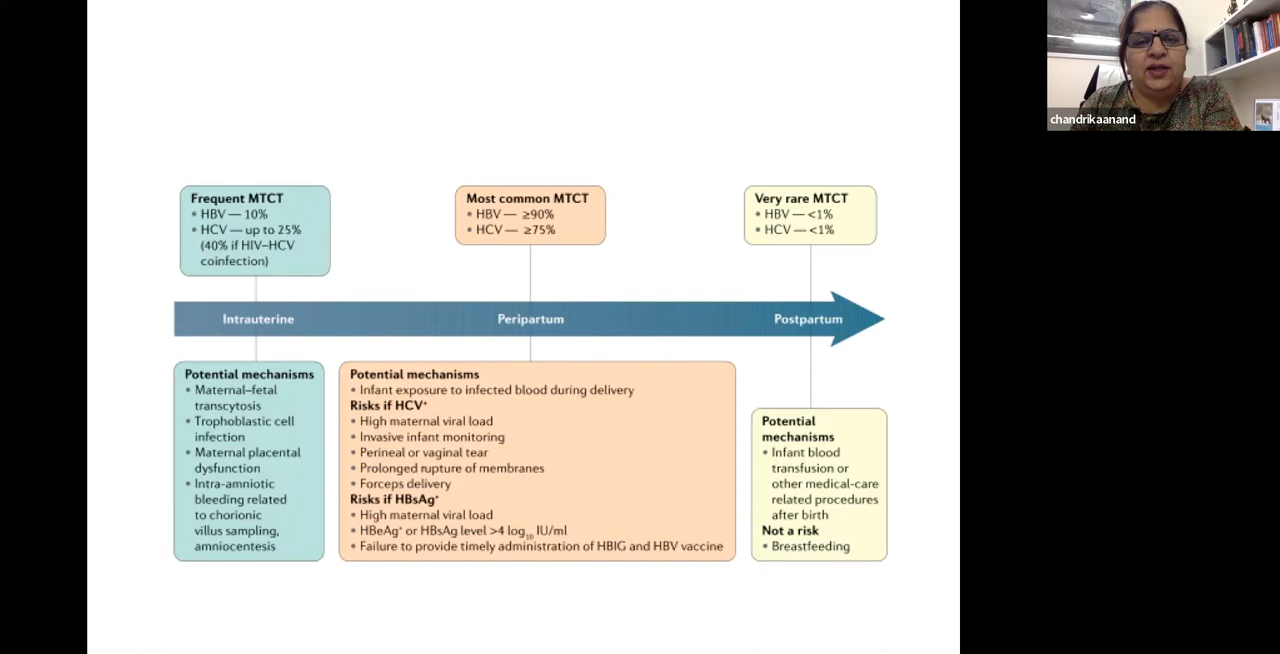 chandrikaanand
Frequent MTCT
• HBV — 10%
• HCV — up to 25%
(40% if HIV–HCV
coinfection)
Most common MTCT
• HBV — ≥90%
• HCV — ≥75%
Very rare MTCT
• HBV — <1%
• HCV — <1%
Intrauterine
Peripartum
Postpartum
Potential mechanisms
• Maternal–fetal
transcytosis
• Trophoblastic cell
infection
• Maternal placental
dysfunction
• Intra-amniotic
bleeding related
to chorionic
villus sampling,
amniocentesis
Potential mechanisms
• Infant exposure to infected blood during delivery
Risks if HCV⁺
• High maternal viral load
• Invasive infant monitoring
• Perineal or vaginal tear
• Prolonged rupture of membranes
• Forceps delivery
Risks if HBsAg⁺
• High maternal viral load
• HBeAg⁺ or HBsAg level >4 log₁₀ IU/ml
• Failure to provide timely administration of HBIG and HBV vaccine
Potential
mechanisms
• Infant blood
transfusion or
other medical-care
related procedures
after birth
Not a risk
• Breastfeeding